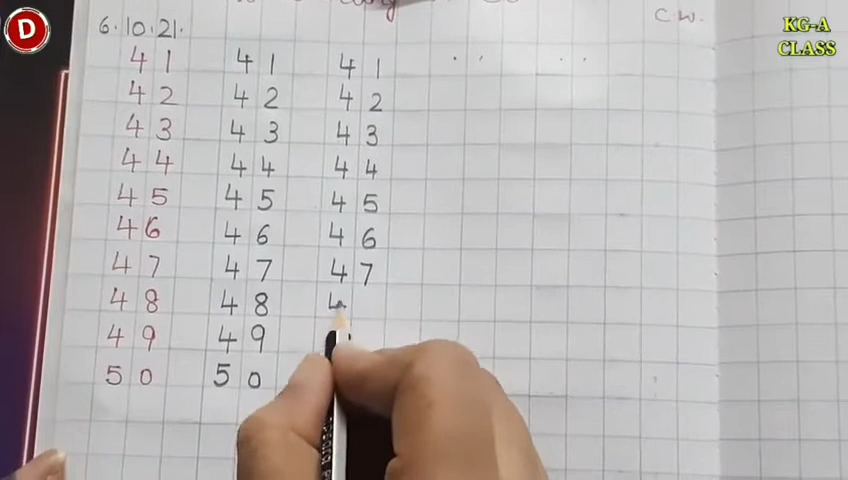 D
KG-A
CLASS
C.W.
6.10.21.
41 41 41
42 42 42
43 43 43
44 44 44
45 45 45
46 46 46
47 47 47
48 48 4
49 49
50 50